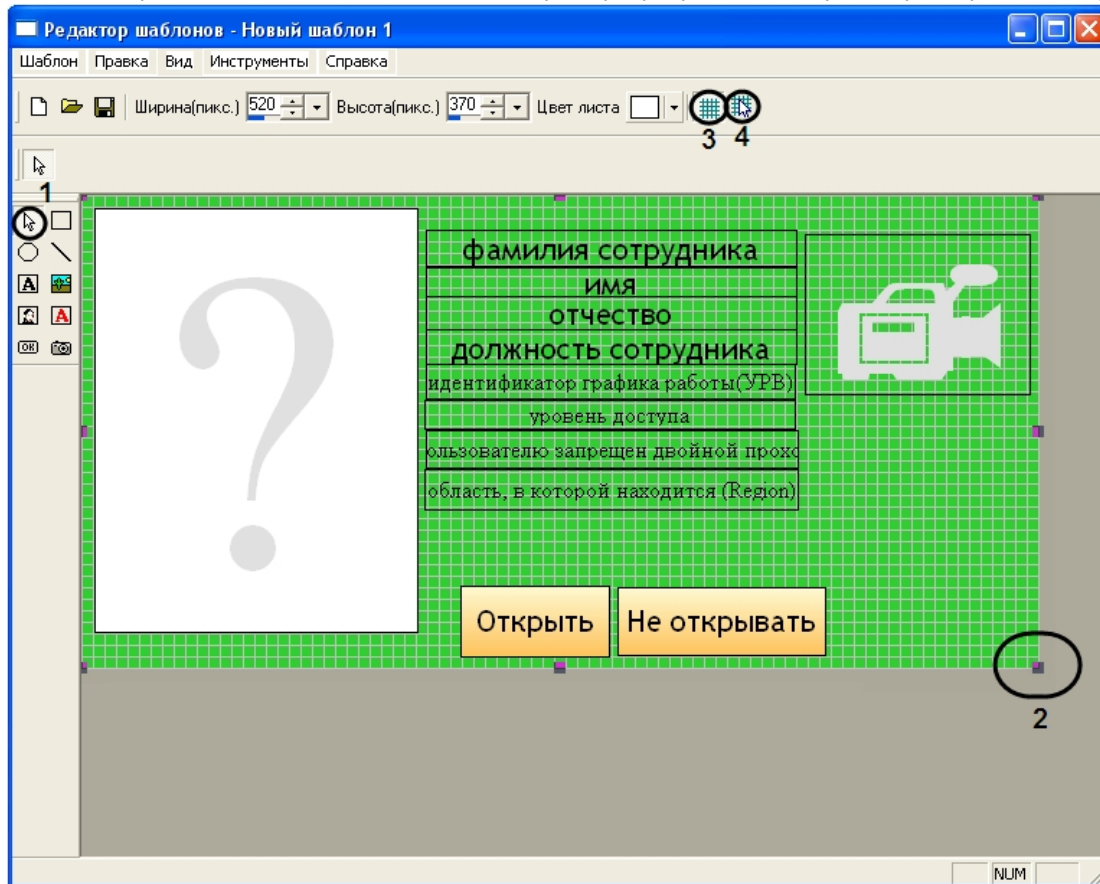 Редактор шаблонов - Новый шаблон 1
Шаблон Правка Вид Инструменты Справка
Ширина(пикс.) 520 Высота(пикс.) 370 Цвет листа
3 4
1
A
A
OK
фамилия сотрудника
имя
отчество
должность сотрудника
идентификатор графика работы(УРВ)
уровень доступа
ользователю запрещен двойной прохо
область, в которой находится (Region)
?
Открыть Не открывать
2
NUM